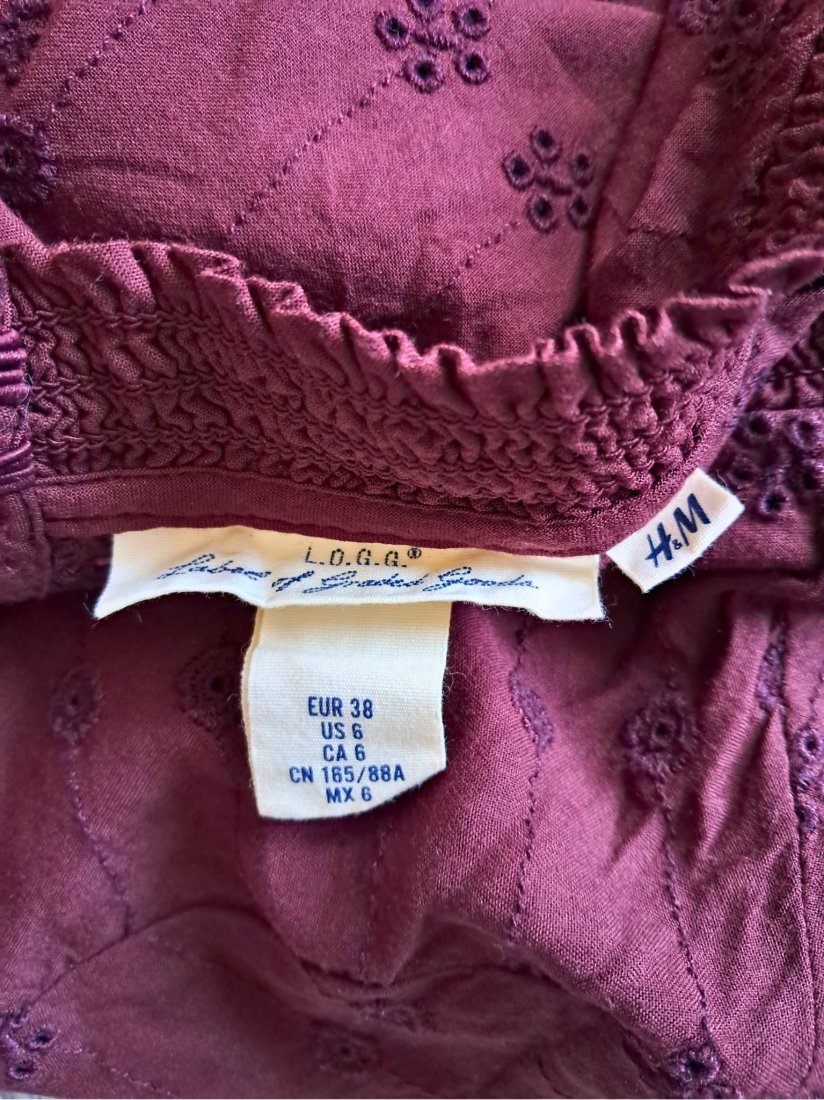 L.O.G.G.®
Label of Graded Goods
H&M
EUR 38
US 6
CA 6
CN 165/88A
MX 6